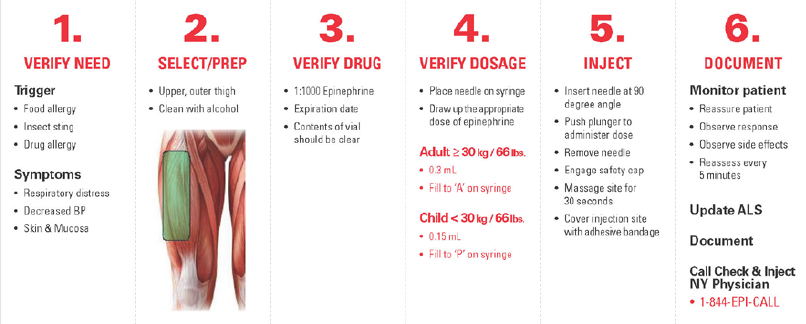 1.
VERIFY NEED
Trigger
• Food allergy
• Insect sting
• Drug allergy
Symptoms
• Respiratory distress
• Decreased BP
• Skin & Mucosa
2.
SELECT/PREP
• Upper, outer thigh
• Clean with alcohol
3.
VERIFY DRUG
• 1:1000 Epinephrine
• Expiration date
• Contents of vial
should be clear
4.
VERIFY DOSAGE
• Place needle on syringe
• Draw up the appropriate
dose of epinephrine
Adult ≥ 30 kg / 66 lbs.
• 0.3 mL
• Fill to 'A' on syringe
Child < 30 kg / 66 lbs.
• 0.15 mL
• Fill to 'P' on syringe
5.
INJECT
• Insert needle at 90
degree angle
• Push plunger to
administer dose
• Remove needle
• Engage safety cap
• Massage site for
30 seconds
• Cover injection site
with adhesive bandage
6.
DOCUMENT
Monitor patient
• Reassure patient
• Observe response
• Observe side effects
• Reassess every
5 minutes
Update ALS
Document
Call Check & Inject
NY Physician
• 1-844-EPI-CALL